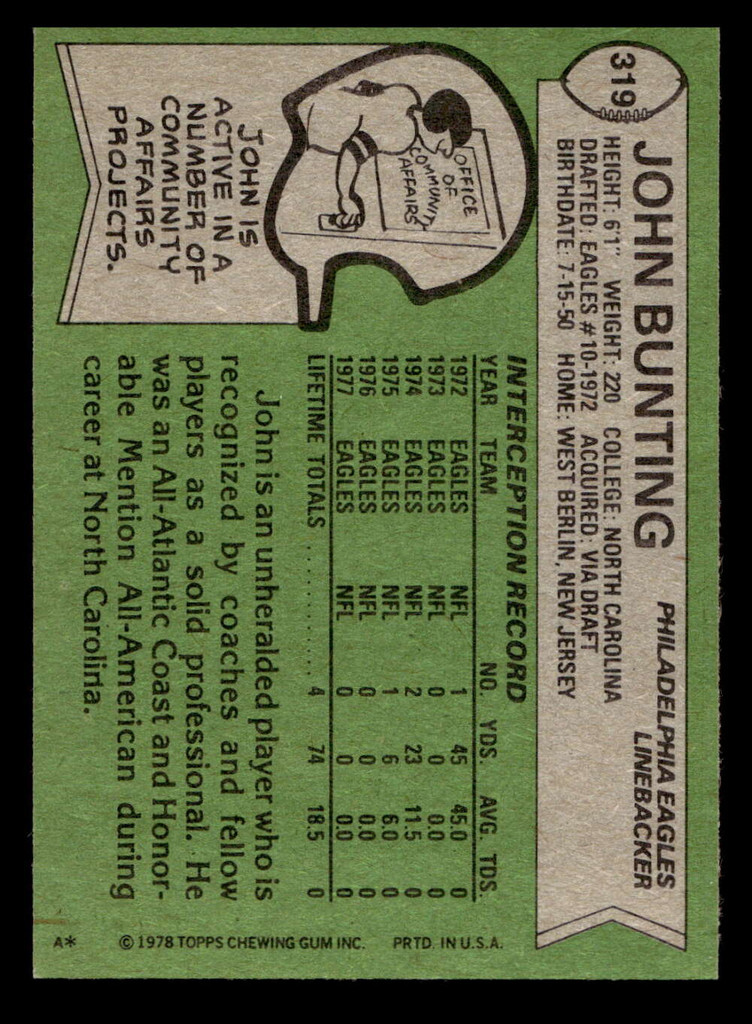 319
JOHN BUNTING
PHILADELPHIA EAGLES
LINEBACKER
HEIGHT: 6'1" WEIGHT: 220 COLLEGE: NORTH CAROLINA
DRAFTED: EAGLES #10-1972 ACQUIRED: VIA DRAFT
BIRTHDATE: 7-15-50 HOME: WEST BERLIN, NEW JERSEY
OFFICE
OF
COMMUNITY
AFFAIRS
JOHN IS
ACTIVE IN A
NUMBER OF
COMMUNITY
AFFAIRS
PROJECTS.
INTERCEPTION RECORD
YEAR TEAM NO. YDS. AVG. TDS.
1972 EAGLES NFL 1 45 45.0 0
1973 EAGLES NFL 0 0 0.0 0
1974 EAGLES NFL 2 23 11.5 0
1975 EAGLES NFL 1 6 6.0 0
1976 EAGLES NFL 0 0 0.0 0
1977 EAGLES NFL 0 0 0.0 0
LIFETIME TOTALS .............. 4 74 18.5 0
John is an unheralded player who is
recognized by coaches and fellow
players as a solid professional. He
was an All-Atlantic Coast and Honor-
able Mention All-American during
career at North Carolina.
A* © 1978 TOPPS CHEWING GUM INC. PRTD. IN U.S.A.